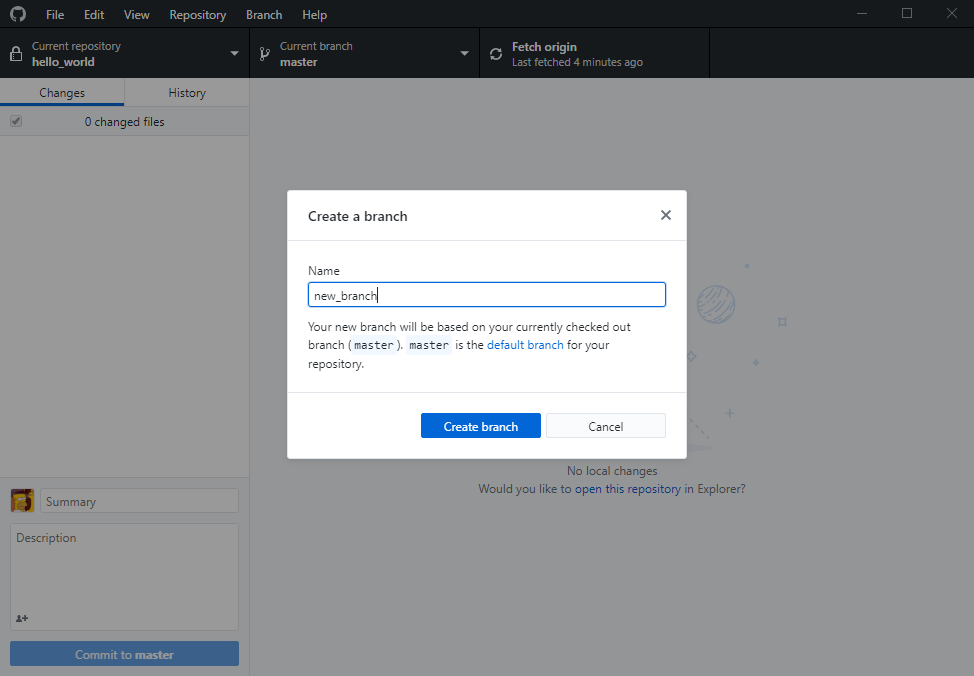 File Edit View Repository Branch Help
Current repository
hello_world
Current branch
master
Fetch origin
Last fetched 4 minutes ago
Changes
History
0 changed files
Create a branch
Name
new_branch
Your new branch will be based on your currently checked out
branch (master). master is the default branch for your
repository.
Create branch
Cancel
No local changes
Would you like to open this repository in Explorer?
Summary
Description
Commit to master